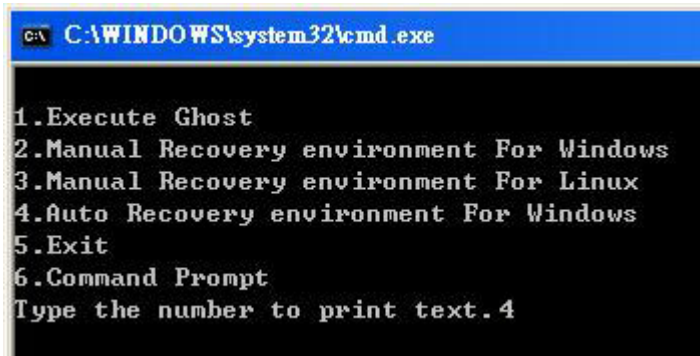 C:\WINDOWS\system32\cmd.exe
1.Execute Ghost
2.Manual Recovery environment For Windows
3.Manual Recovery environment For Linux
4.Auto Recovery environment For Windows
5.Exit
6.Command Prompt
Type the number to print text.4